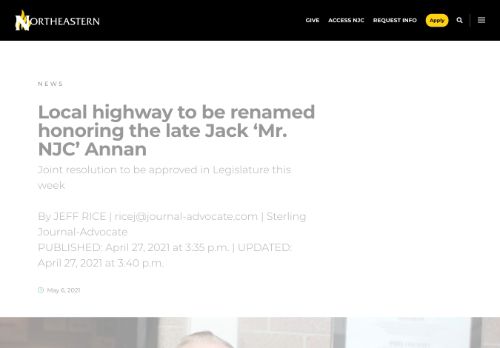 NORTHEASTERN
GIVE ACCESS NJC REQUEST INFO Apply
NEWS
Local highway to be renamed
honoring the late Jack ‘Mr.
NJC’ Annan
Joint resolution to be approved in Legislature this
week
By JEFF RICE | ricej@journal-advocate.com | Sterling
Journal-Advocate
PUBLISHED: April 27, 2021 at 3:35 p.m. | UPDATED:
April 27, 2021 at 3:40 p.m.
May 6, 2021